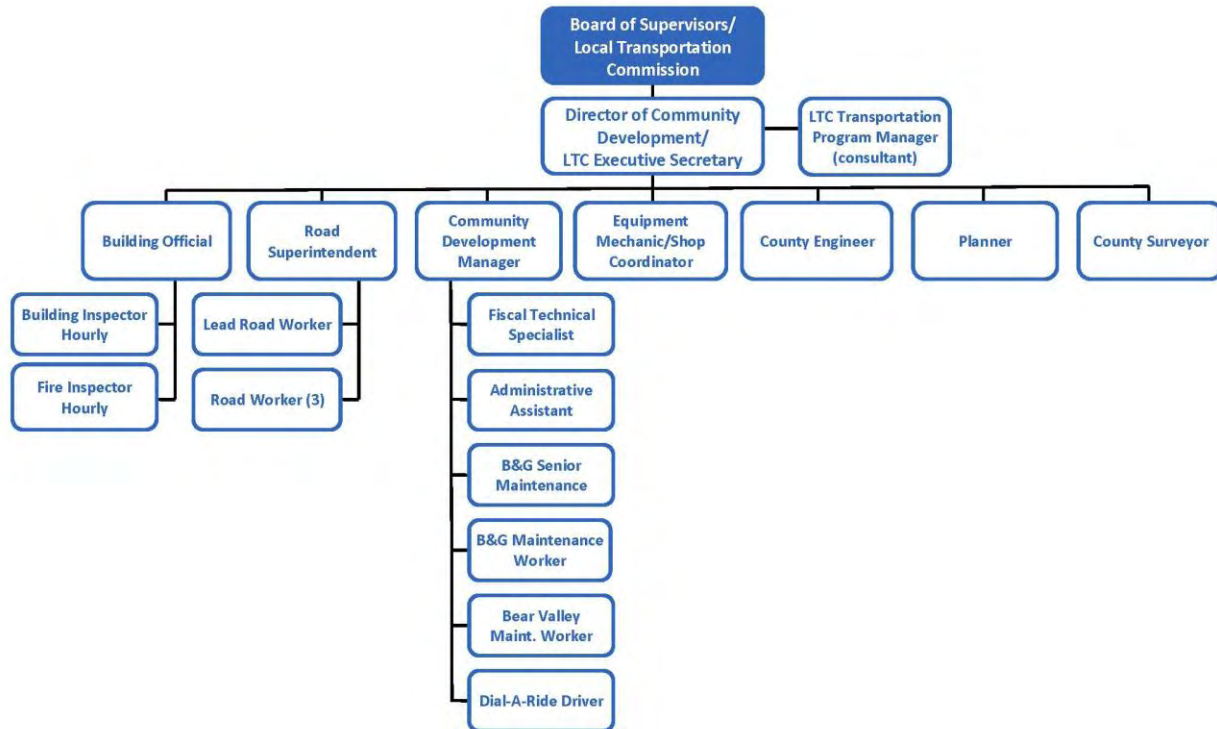 Board of Supervisors/
Local Transportation
Commission
Director of Community
Development/
LTC Executive Secretary
LTC Transportation
Program Manager
(consultant)
Building Official
Road
Superintendent
Community
Development
Manager
Equipment
Mechanic/Shop
Coordinator
County Engineer
Planner
County Surveyor
Building Inspector
Hourly
Fire Inspector
Hourly
Lead Road Worker
Road Worker (3)
Fiscal Technical
Specialist
Administrative
Assistant
B&G Senior
Maintenance
B&G Maintenance
Worker
Bear Valley
Maint. Worker
Dial-A-Ride Driver